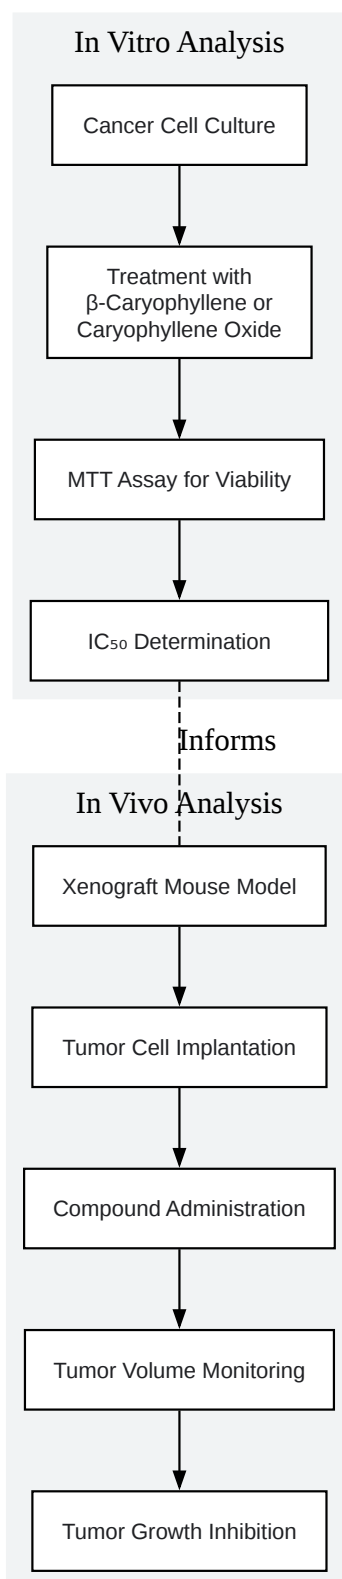 In Vitro Analysis
Cancer Cell Culture
Treatment with
β-Caryophyllene or
Caryophyllene Oxide
MTT Assay for Viability
IC₅₀ Determination
Informs
In Vivo Analysis
Xenograft Mouse Model
Tumor Cell Implantation
Compound Administration
Tumor Volume Monitoring
Tumor Growth Inhibition